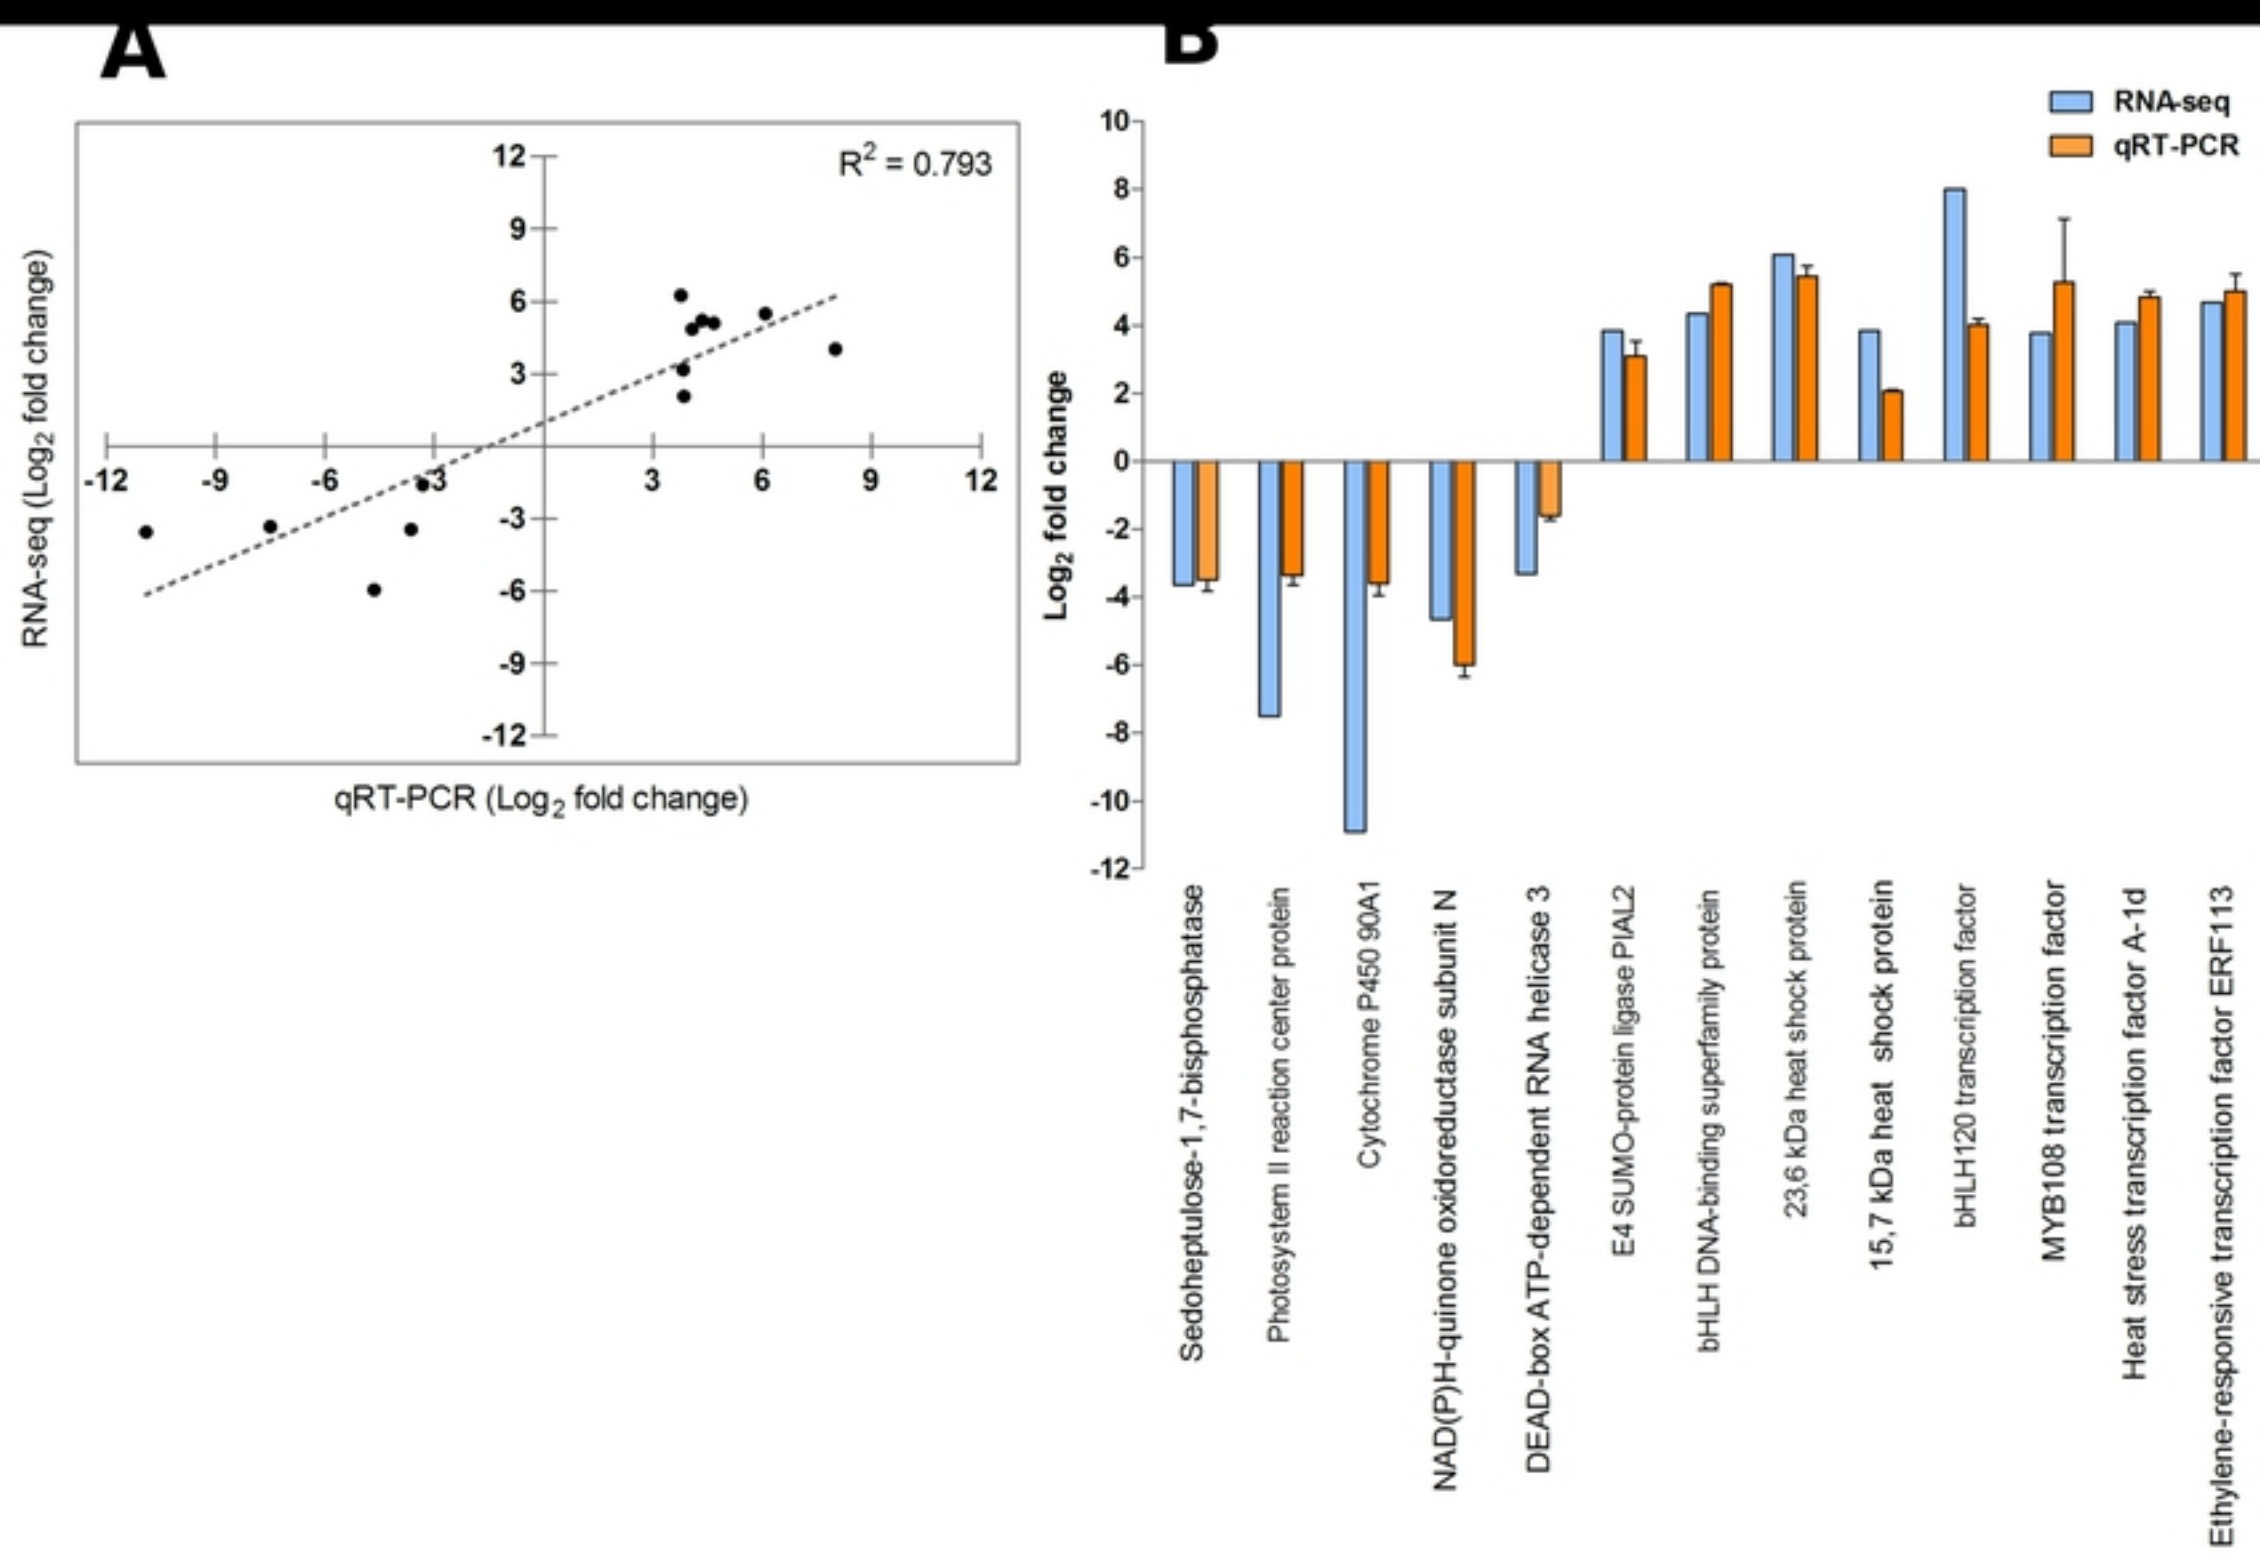 A
R2 = 0.793
12
9
6
3
-3
-6
-9
-12
-12
-9
-6
-3
3
6
9
12
RNA-seq (Log2 fold change)
qRT-PCR (Log2 fold change)
B
RNA-seq
qRT-PCR
Log2 fold change
10
8
6
4
2
0
-2
-4
-6
-8
-10
-12
Sedoheptulose-1,7-bisphosphatase
Photosystem II reaction center protein
Cytochrome P450 90A1
NAD(P)H-quinone oxidoreductase subunit N
DEAD-box ATP-dependent RNA helicase 3
E4 SUMO-protein ligase PIAL2
bHLH DNA-binding superfamily protein
23,6 kDa heat shock protein
15,7 kDa heat shock protein
bHLH120 transcription factor
MYB108 transcription factor
Heat stress transcription factor A-1d
Ethylene-responsive transcription factor ERF113